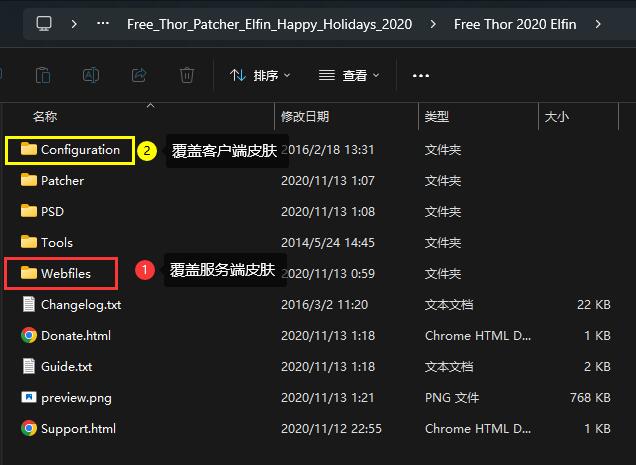 Free_Thor_Patcher_Elfin_Happy_Holidays_2020 Free Thor 2020 Elfin
排序 查看
名称 修改日期 类型 大小
Configuration 2 覆盖客户端皮肤 2016/2/18 13:31 文件夹
Patcher 2020/11/13 1:07 文件夹
PSD 2020/11/13 1:08 文件夹
Tools 2014/5/24 14:45 文件夹
Webfiles 1 覆盖服务端皮肤 2020/11/13 0:59 文件夹
Changelog.txt 2016/3/2 11:20 文本文档 22 KB
Donate.html 2020/11/13 1:18 Chrome HTML D... 1 KB
Guide.txt 2020/11/13 1:18 文本文档 2 KB
preview.png 2020/11/13 1:21 PNG 文件 768 KB
Support.html 2020/11/12 22:55 Chrome HTML D... 1 KB